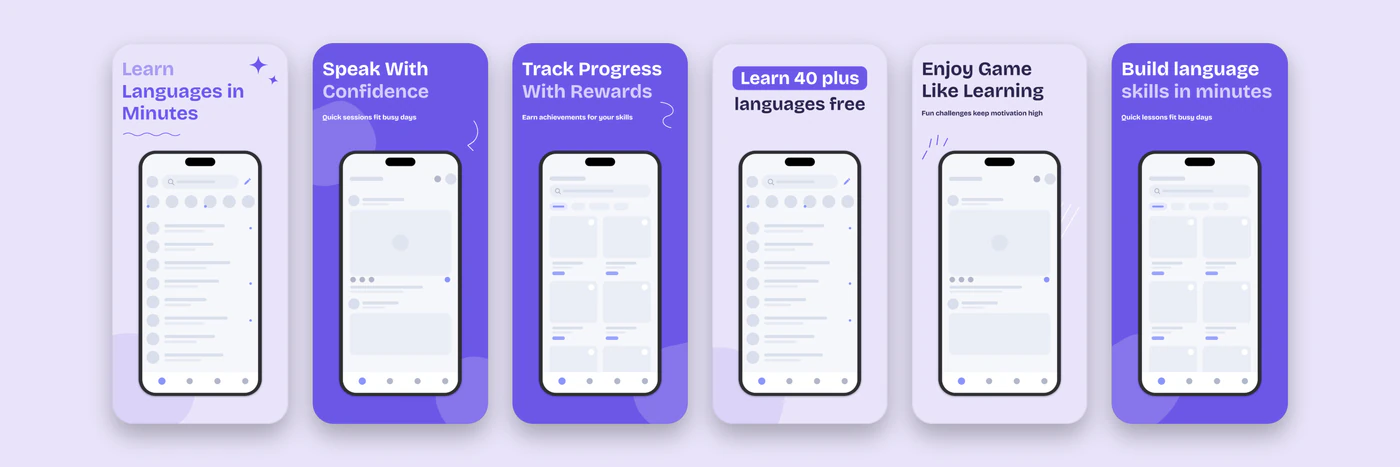 Learn
Languages in
Minutes
Speak With
Confidence
Quick sessions fit busy days
Track Progress
With Rewards
Earn achievements for your skills
Learn 40 plus
languages free
Enjoy Game
Like Learning
Fun challenges keep motivation high
Build language
skills in minutes
Quick lessons fit busy days